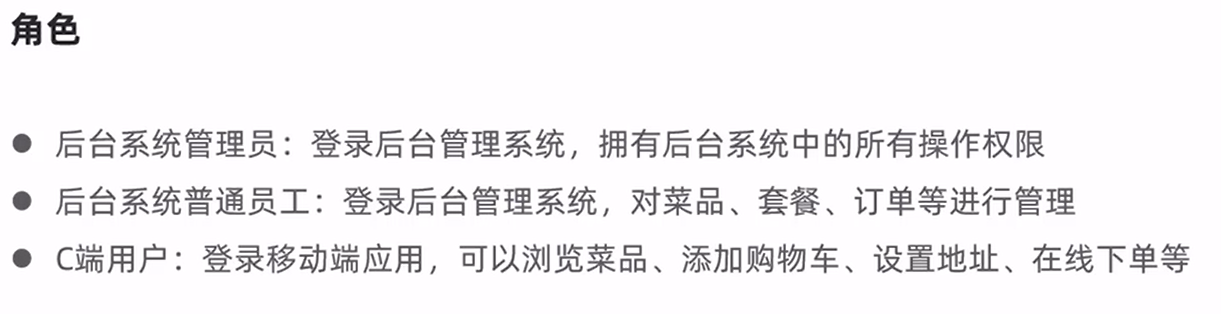 角色
● 后台系统管理员：登录后台管理系统，拥有后台系统中的所有操作权限
● 后台系统普通员工：登录后台管理系统，对菜品、套餐、订单等进行管理
● C端用户：登录移动端应用，可以浏览菜品、添加购物车、设置地址、在线下单等